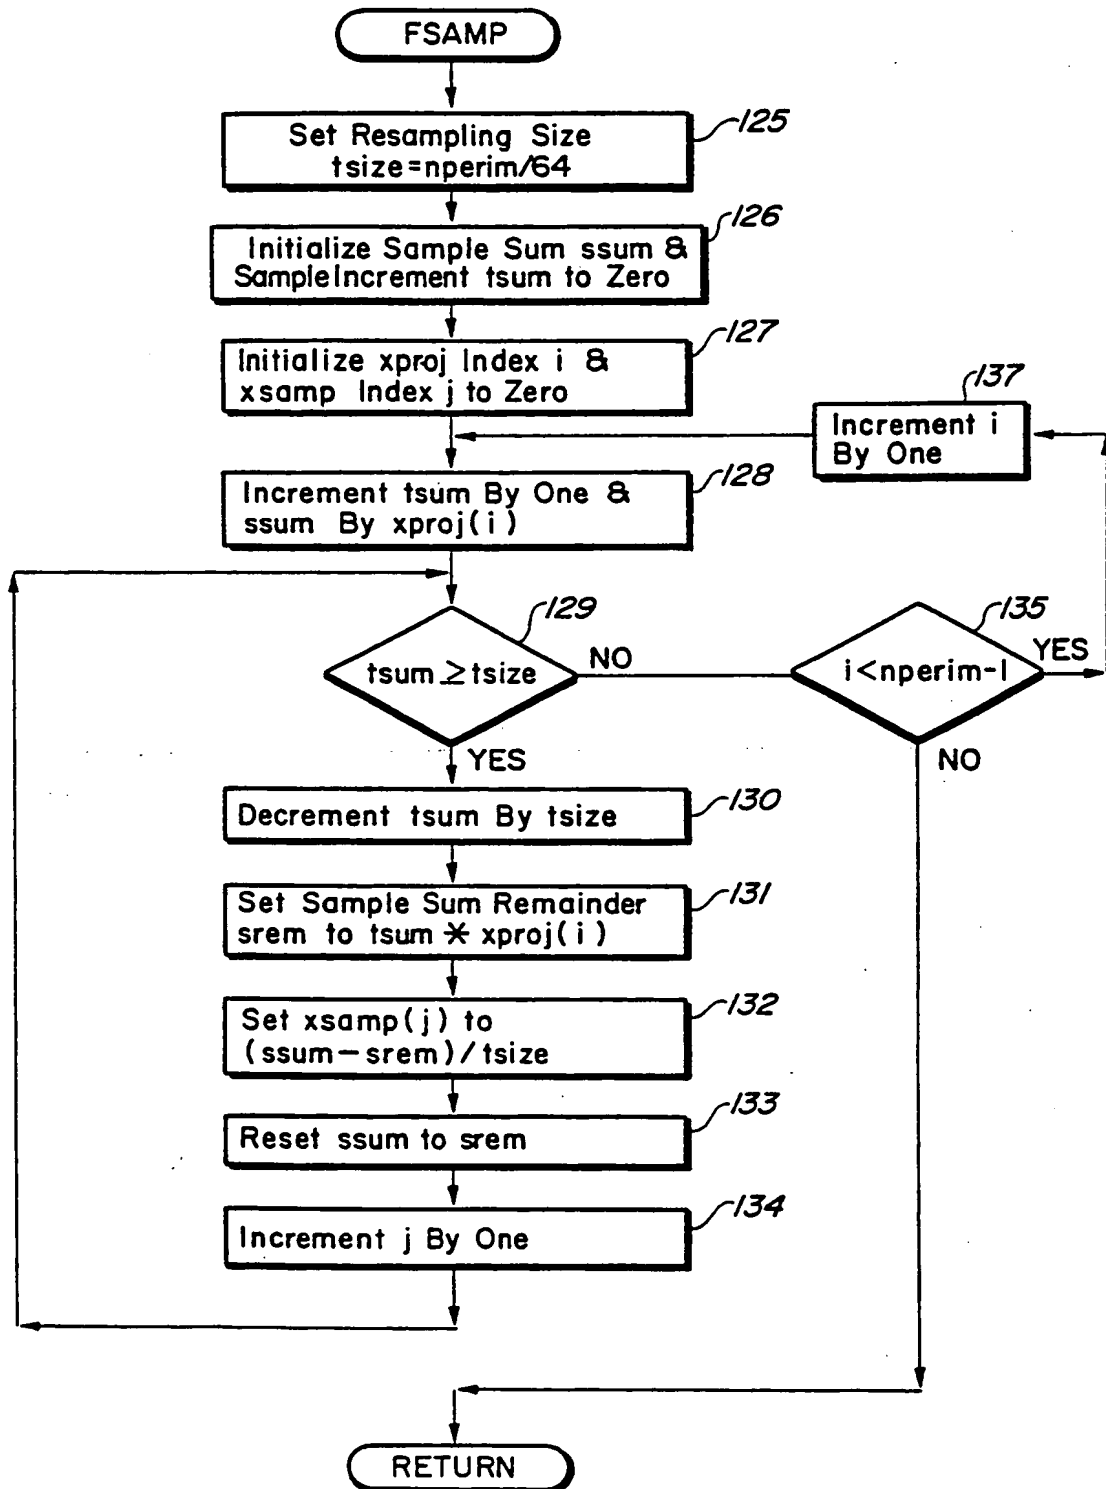 FSAMP
Set Resampling Size
tsize=nperim/64
125
Initialize Sample Sum ssum &
Sample Increment tsum to Zero
126
Initialize xproj Index i &
xsamp Index j to Zero
127
Increment i
By One
137
Increment tsum By One &
ssum By xproj(i)
128
tsum ≥ tsize
129
NO
i<nperim-1
135
YES
YES
NO
Decrement tsum By tsize
130
Set Sample Sum Remainder
srem to tsum * xproj(i)
131
Set xsamp(j) to
(ssum-srem)/tsize
132
Reset ssum to srem
133
Increment j By One
134
RETURN